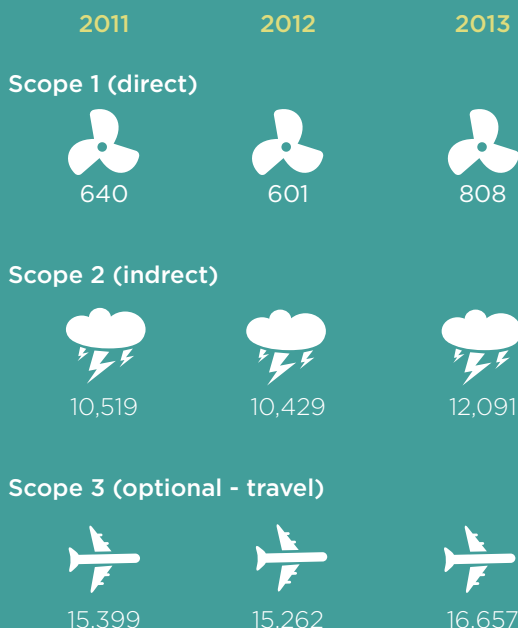 2011 2012 2013
Scope 1 (direct)
640 601 808
Scope 2 (indrect)
10,519 10,429 12,091
Scope 3 (optional - travel)
15,399 15,262 16,657